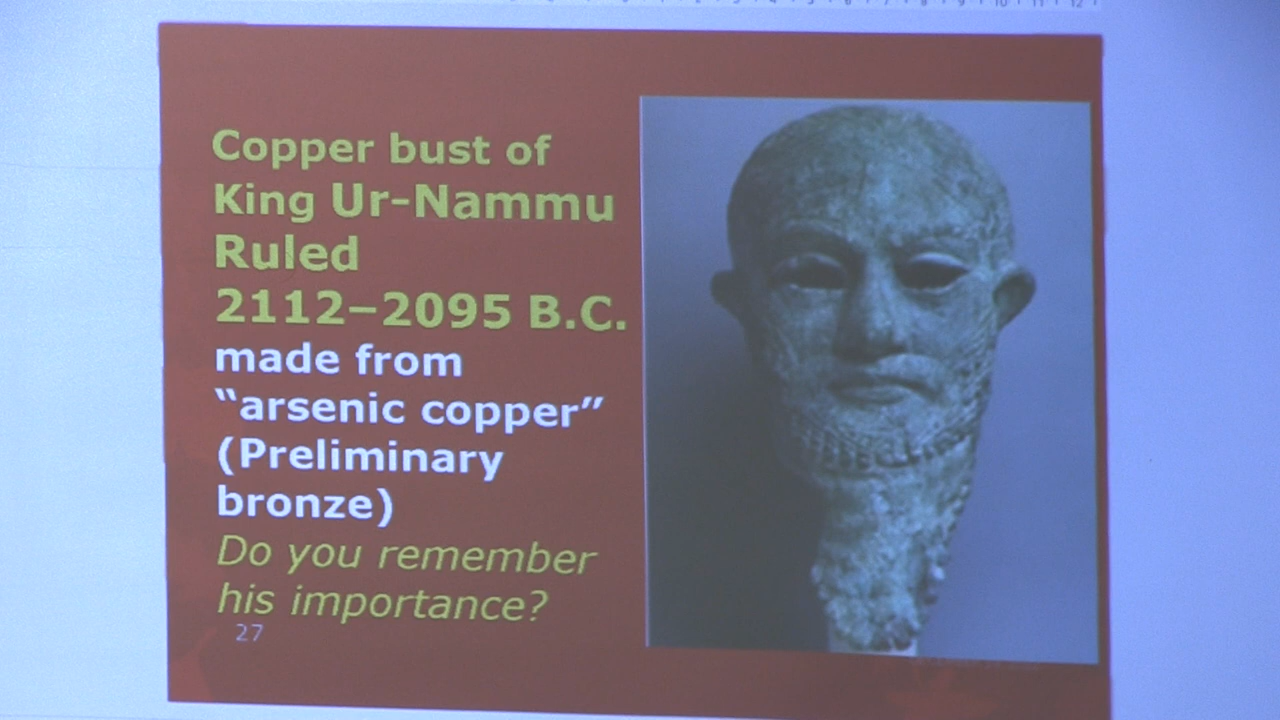 Copper bust of
King Ur-Nammu
Ruled
2112–2095 B.C.
made from
“arsenic copper”
(Preliminary
bronze)
Do you remember
his importance?
27